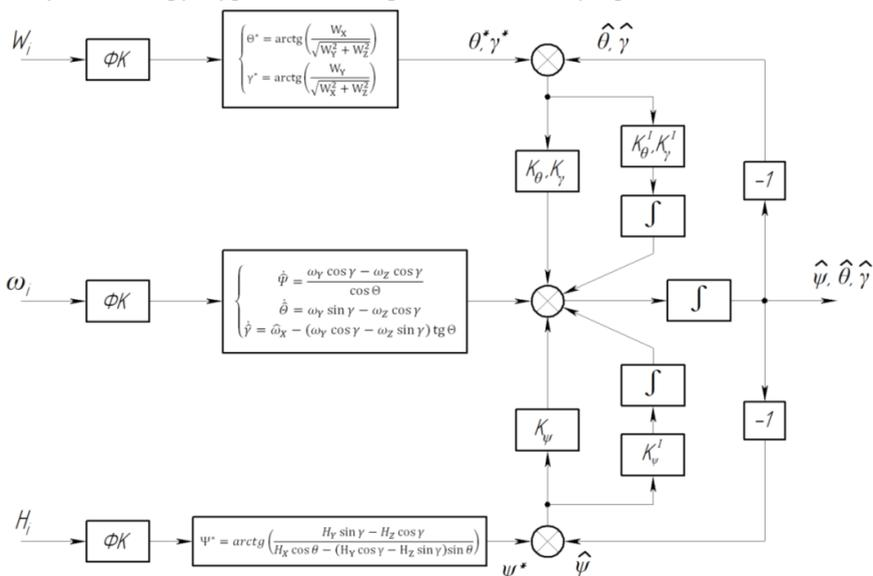 W_i
ФК
θ* = arctg(W_X / √(W_Y² + W_Z²))
γ* = arctg(W_Y / √(W_X² + W_Z²))
θ*, γ*
θ̂, γ̂
K_θ, K_γ
K_θ^I, K_γ^I
∫
-1
ω_i
ФК
Ψ̇̂ = (ω_Y cos γ − ω_Z cos γ) / cos Θ
Θ̇̂ = ω_Y sin γ − ω_Z cos γ
γ̇̂ = ω̂_X − (ω_Y cos γ − ω_Z sin γ) tg Θ
∫
ψ̂, θ̂, γ̂
∫
K_ψ
K_ψ^I
-1
H_i
ФК
Ψ* = arctg((H_Y sin γ − H_Z cos γ) / (H_X cos θ − (H_Y cos γ − H_Z sin γ) sin θ))
ψ*
ψ̂